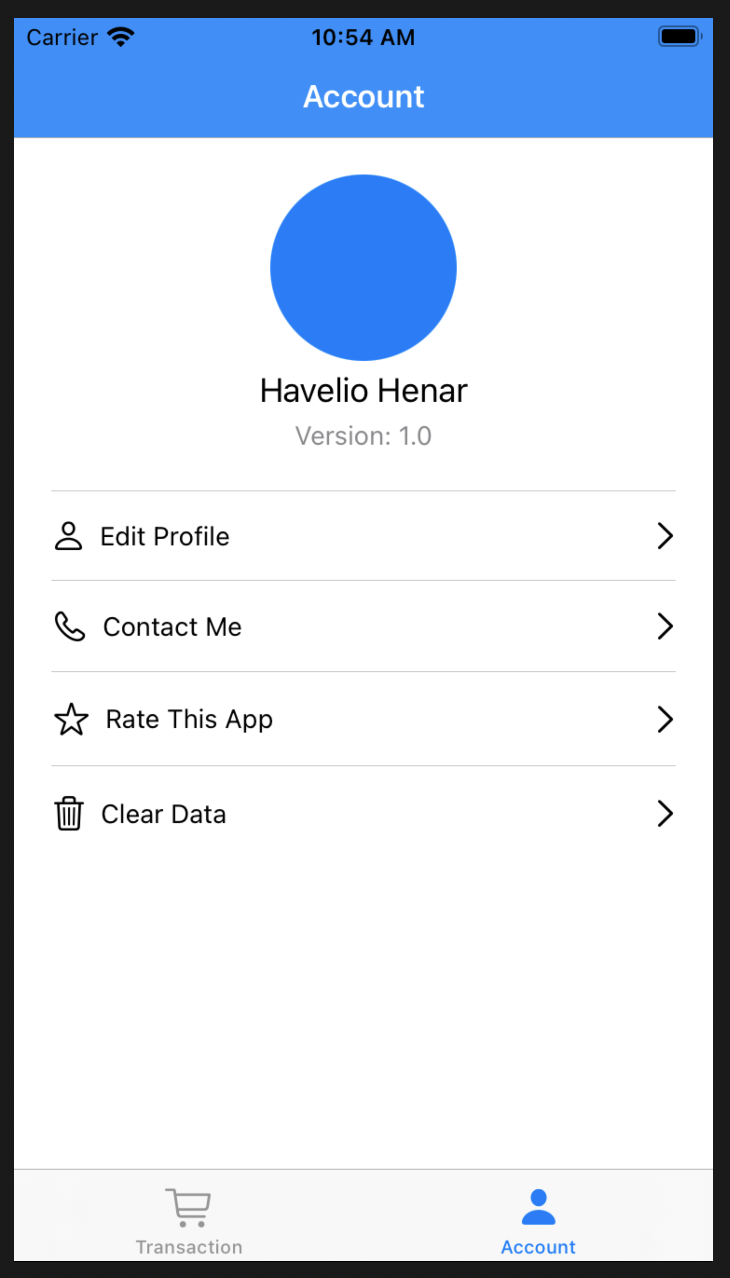 Carrier 10:54 AM
Account
Havelio Henar
Version: 1.0
Edit Profile
Contact Me
Rate This App
Clear Data
Transaction Account